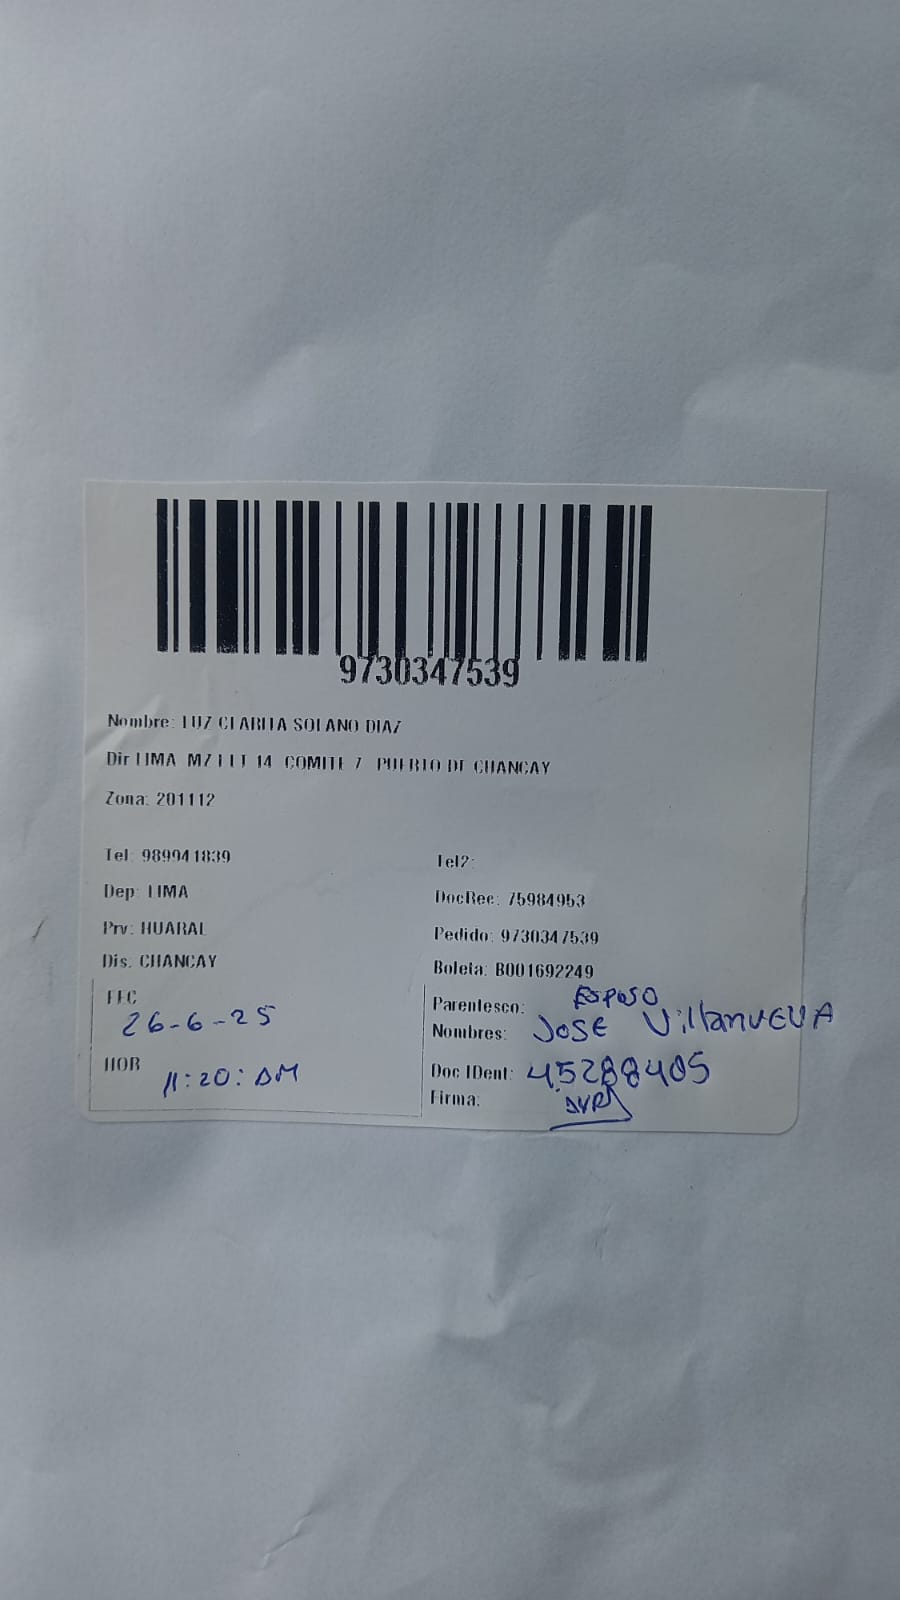 9730347539
Nombre: LUZ CLARITA SOLANO DIAZ
Dir LIMA MZ I LT 14 COMITE 7 PUERTO DE CHANCAY
Zona: 201112
Tel: 989941839
Tel2:
Dep: LIMA
DocRec: 75984953
Prv: HUARAL
Pedido: 9730347539
Dis. CHANCAY
Boleta: B001692249
FEC
26-6-25
Parentesco: ESPOSO
Nombres: JOSE VillanuEVA
HOR
11:20: AM
Doc IDent: 45288405
Firma: